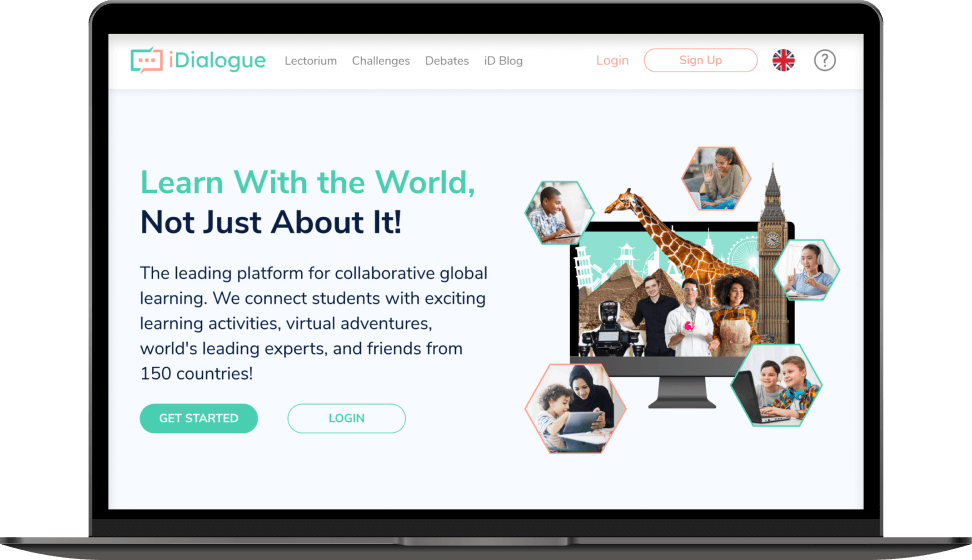 iDialogue
Lectorium Challenges Debates iD Blog
Login Sign Up ?
Learn With the World,
Not Just About It!
The leading platform for collaborative global
learning. We connect students with exciting
learning activities, virtual adventures,
world's leading experts, and friends from
150 countries!
GET STARTED LOGIN